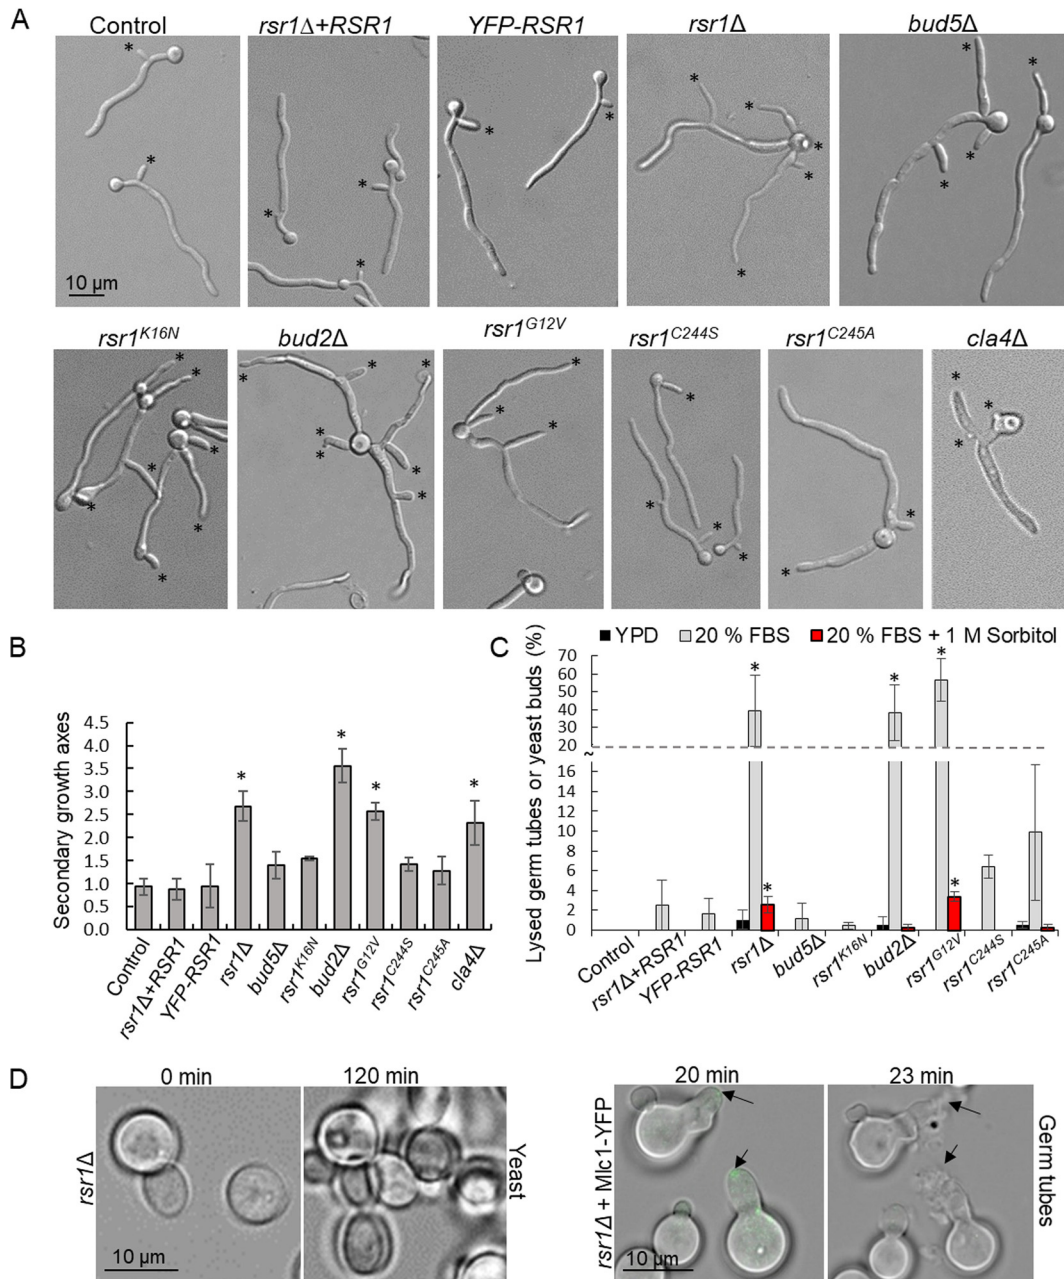 A
Control
rsr1Δ+RSR1
YFP-RSR1
rsr1Δ
bud5Δ
* * * * * * * * * * * * * * * * *
10 µm
rsr1K16N
bud2Δ
rsr1G12V
rsr1C244S
rsr1C245A
cla4Δ
B
Secondary growth axes
4.5
4.0
3.5
3.0
2.5
2.0
1.5
1.0
0.5
0.0
* * * *
Control
rsr1Δ+RSR1
YFP-RSR1
rsr1Δ
bud5Δ
rsr1K16N
bud2Δ
rsr1G12V
rsr1C244S
rsr1C245A
cla4Δ
C
YPD 20 % FBS 20 % FBS + 1 M Sorbitol
Lysed germ tubes or yeast buds (%)
70
60
50
40
30
20
~
16
14
12
10
8
6
4
2
0
* * * * *
Control
rsr1Δ+RSR1
YFP-RSR1
rsr1Δ
bud5Δ
rsr1K16N
bud2Δ
rsr1G12V
rsr1C244S
rsr1C245A
D
0 min
120 min
rsr1Δ
10 µm
Yeast
20 min
23 min
rsr1Δ + Mlc1-YFP
10 µm
Germ tubes